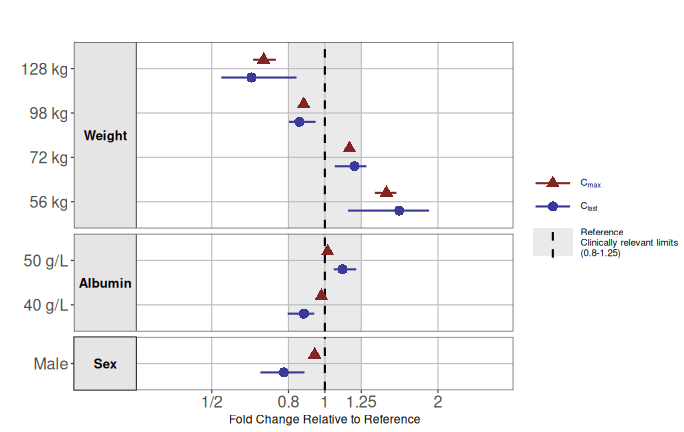 128 kg
98 kg
72 kg
56 kg
Weight
50 g/L
40 g/L
Albumin
Male
Sex
1/2
0.8
1
1.25
2
Fold Change Relative to Reference
Cmax
Clast
Reference
Clinically relevant limits
(0.8-1.25)